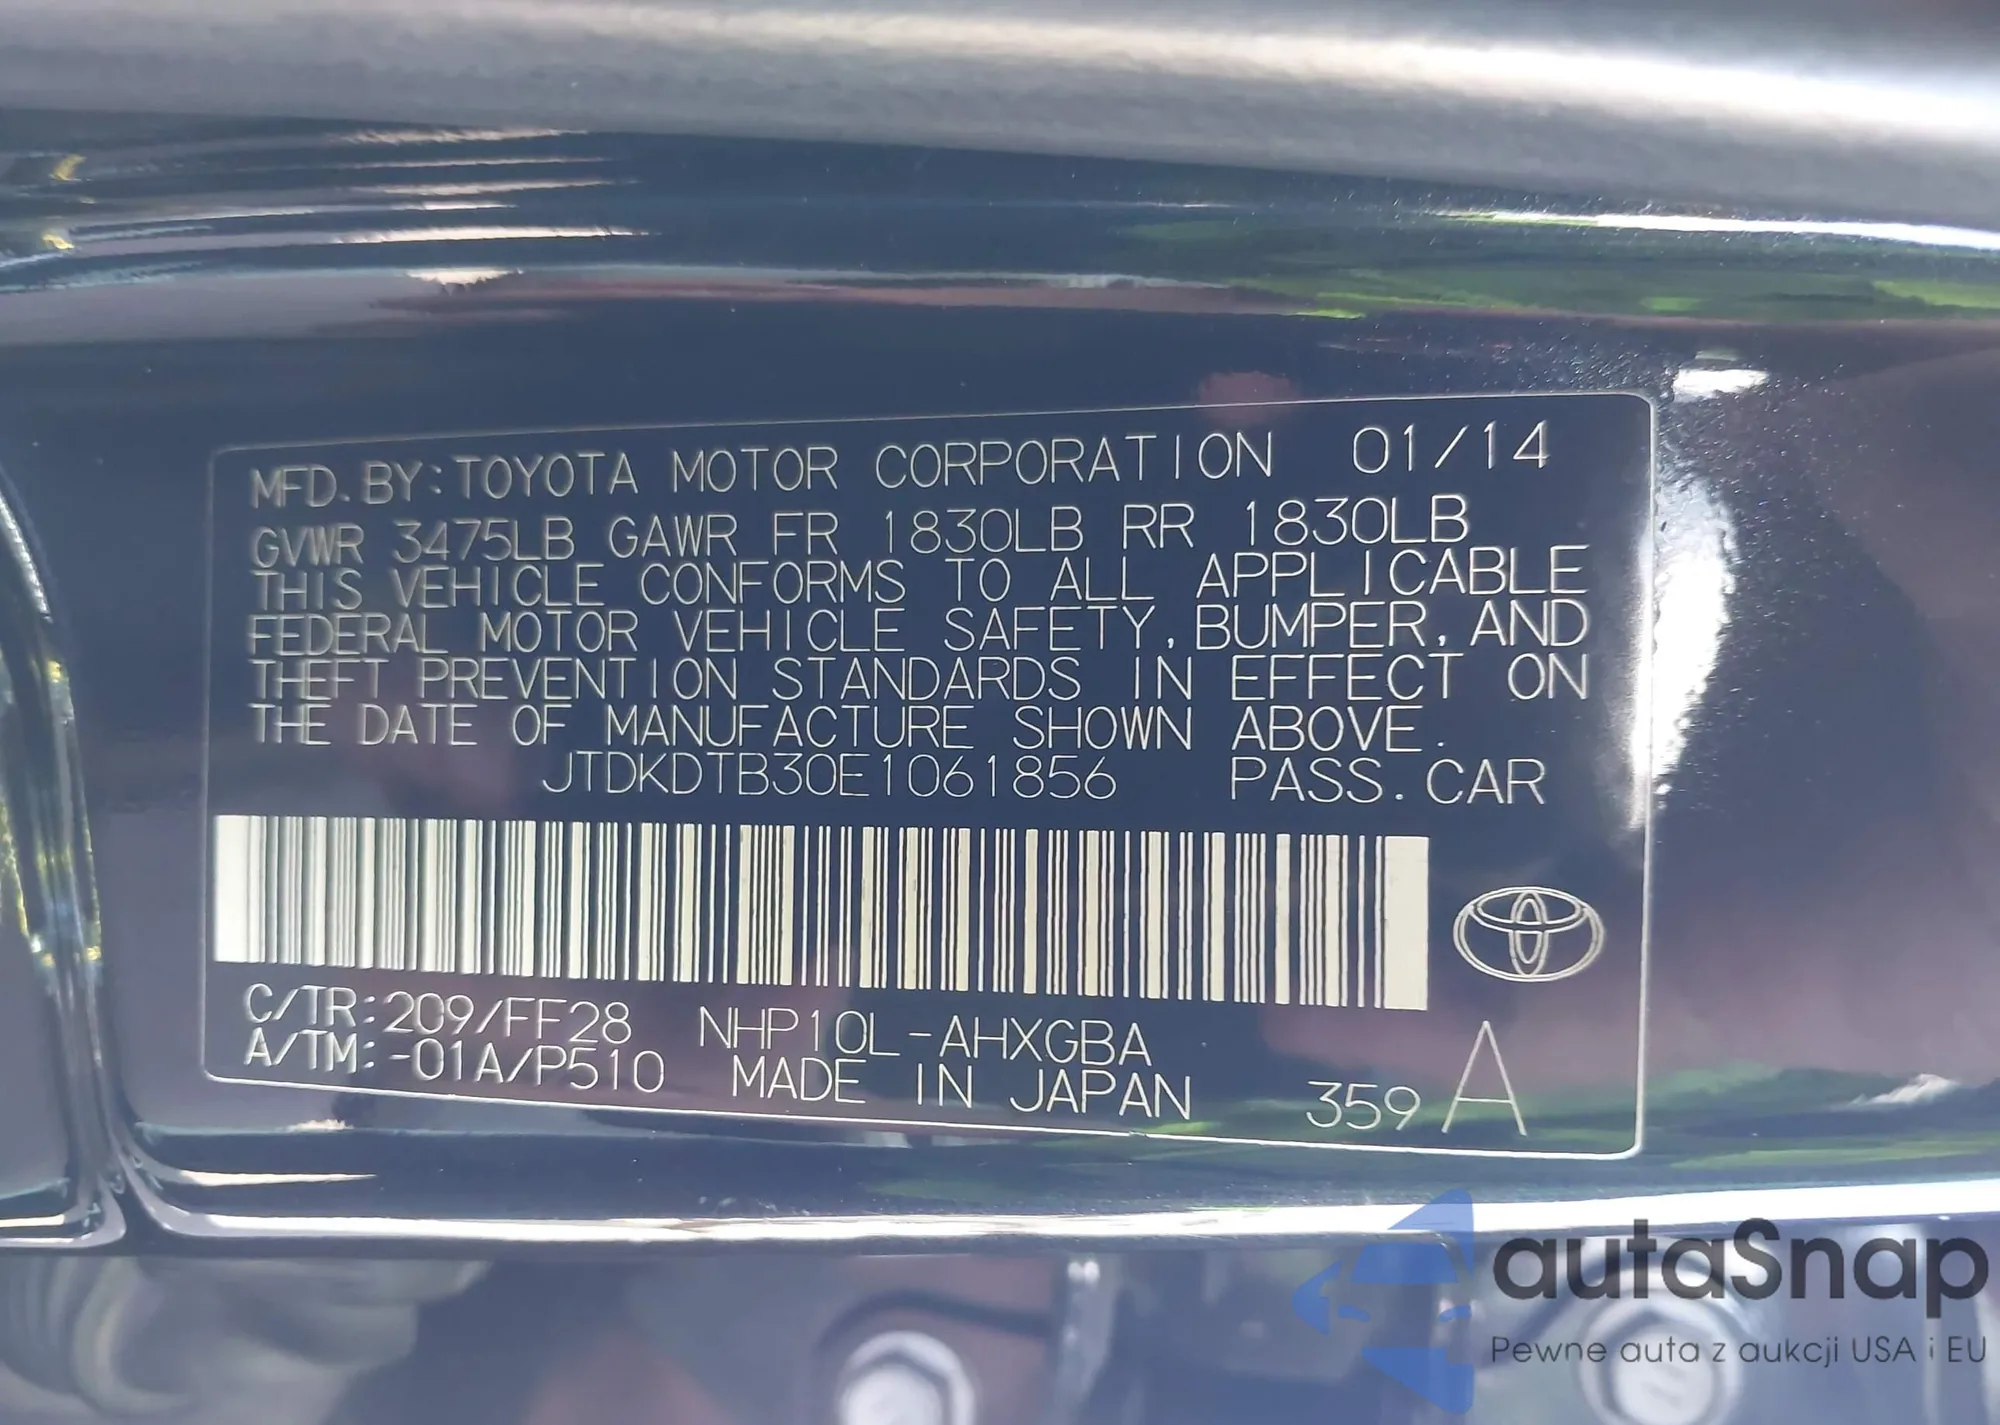 MFD. BY: TOYOTA MOTOR CORPORATION 01/14
GVWR 3475LB GAWR FR 1830LB RR 1830LB
THIS VEHICLE CONFORMS TO ALL APPLICABLE
FEDERAL MOTOR VEHICLE SAFETY, BUMPER, AND
THEFT PREVENTION STANDARDS IN EFFECT ON
THE DATE OF MANUFACTURE SHOWN ABOVE.
JTDKDTB30E1061856 PASS. CAR
C/TR: 209/FF28 NHP10L-AHXGBA
A/TM: -01A/P510 MADE IN JAPAN 359 A
autaSnap
Pewne auta z aukcji USA i EU